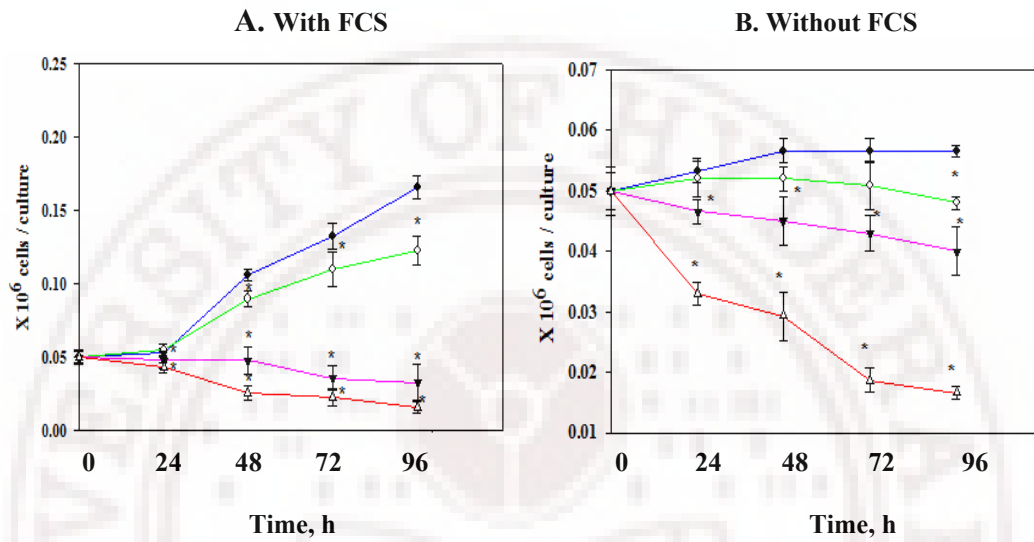 A. With FCS
B. Without FCS
X 10⁶ cells / culture
0.25
0.20
0.15
0.10
0.05
0.00
0 24 48 72 96
Time, h
X 10⁶ cells / culture
0.07
0.06
0.05
0.04
0.03
0.02
0.01
0 24 48 72 96
Time, h